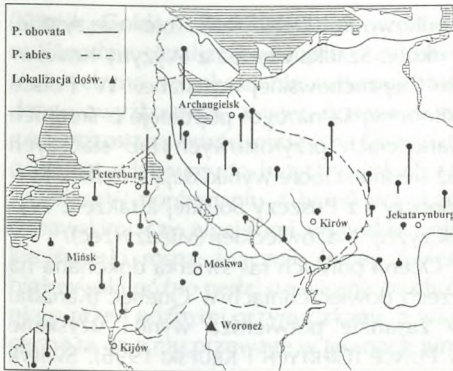 P. obovata
P. abies
Lokalizacja dośw. ▲
Archangielsk
Petersburg
Kirów
Jekatarynburg
Mińsk
Moskwa
Woroneż
Kijów